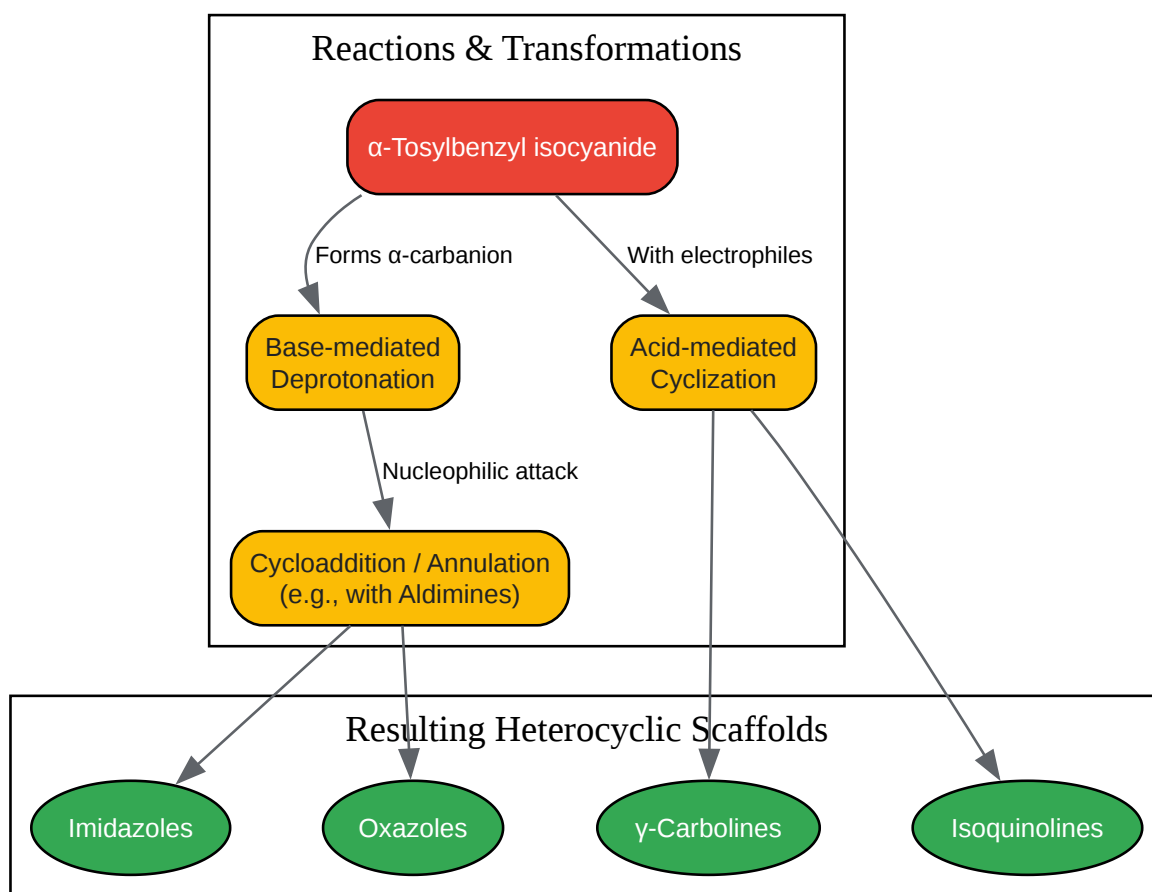 Reactions & Transformations
α-Tosylbenzyl isocyanide
Forms α-carbanion
With electrophiles
Base-mediated
Deprotonation
Acid-mediated
Cyclization
Nucleophilic attack
Cycloaddition / Annulation
(e.g., with Aldimines)
Resulting Heterocyclic Scaffolds
Imidazoles
Oxazoles
γ-Carbolines
Isoquinolines